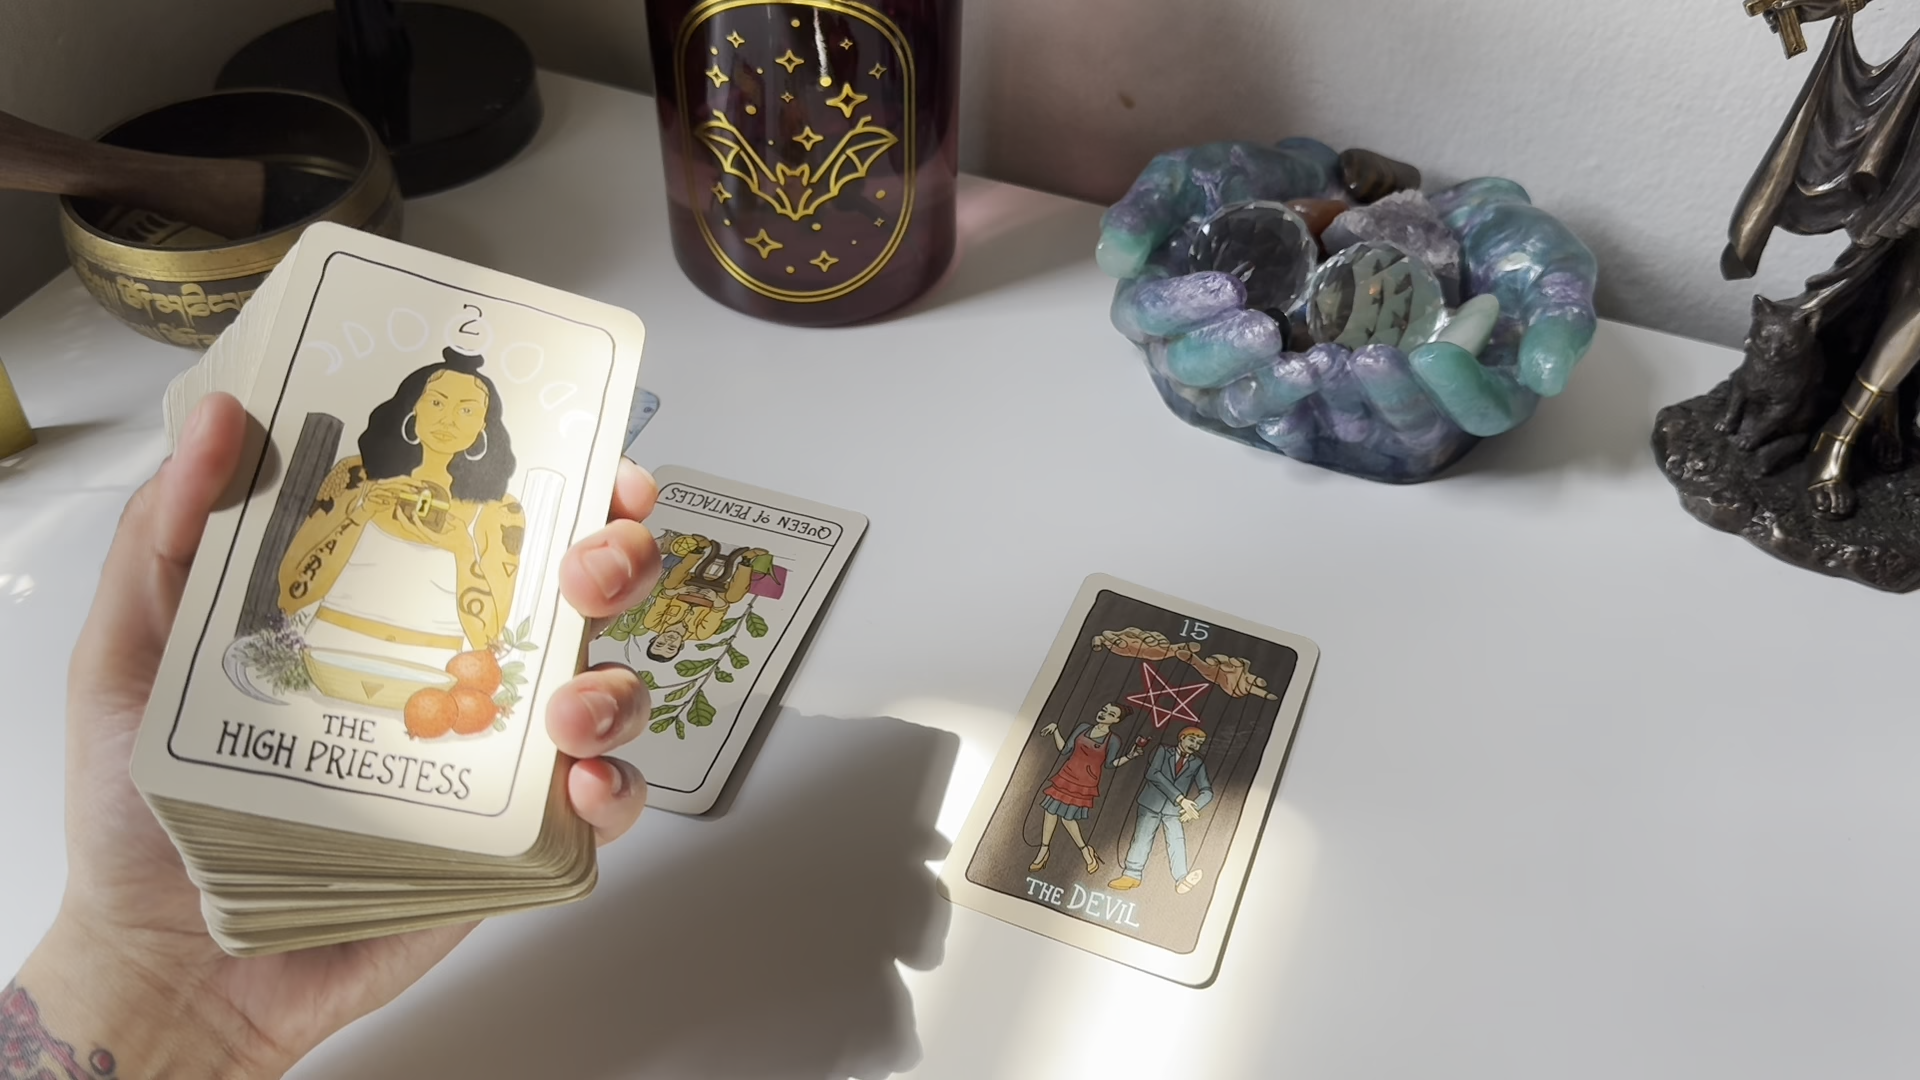 2
THE
HIGH PRIESTESS
QUEEN of PENTACLES
15
THE DEVIL